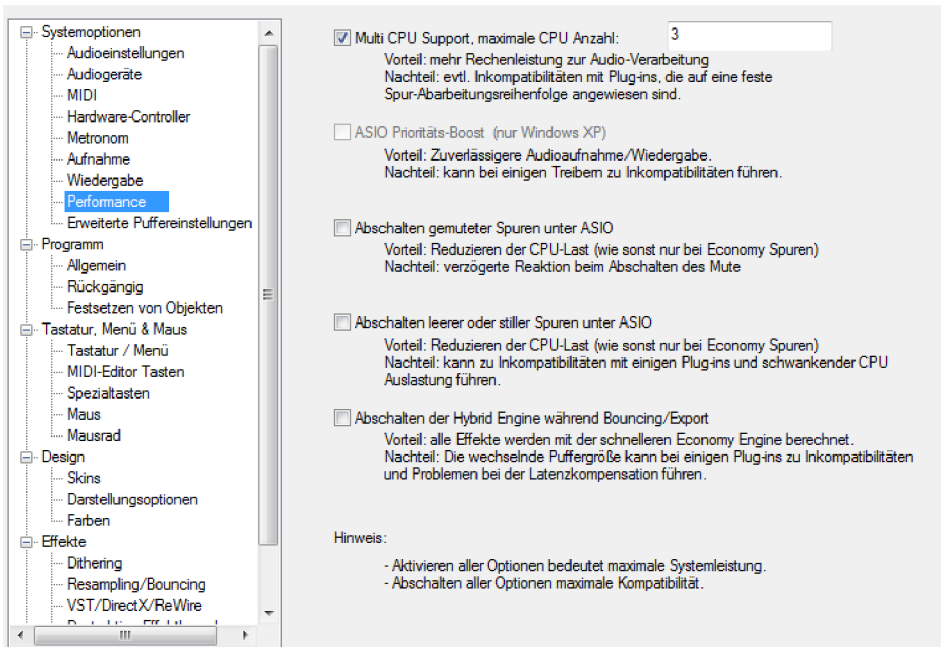 Systemoptionen
Audioeinstellungen
Audiogeräte
MIDI
Hardware-Controller
Metronom
Aufnahme
Wiedergabe
Performance
Erweiterte Puffereinstellungen
Programm
Allgemein
Rückgängig
Festsetzen von Objekten
Tastatur, Menü & Maus
Tastatur / Menü
MIDI-Editor Tasten
Spezialtasten
Maus
Mausrad
Design
Skins
Darstellungsoptionen
Farben
Effekte
Dithering
Resampling/Bouncing
VST/DirectX/ReWire
Multi CPU Support, maximale CPU Anzahl: 3
Vorteil: mehr Rechenleistung zur Audio-Verarbeitung
Nachteil: evtl. Inkompatibilitäten mit Plug-ins, die auf eine feste
Spur-Abarbeitungsreihenfolge angewiesen sind.
ASIO Prioritäts-Boost (nur Windows XP)
Vorteil: Zuverlässigere Audioaufnahme/Wiedergabe.
Nachteil: kann bei einigen Treibern zu Inkompatibilitäten führen.
Abschalten gemuteter Spuren unter ASIO
Vorteil: Reduzieren der CPU-Last (wie sonst nur bei Economy Spuren)
Nachteil: verzögerte Reaktion beim Abschalten des Mute
Abschalten leerer oder stiller Spuren unter ASIO
Vorteil: Reduzieren der CPU-Last (wie sonst nur bei Economy Spuren)
Nachteil: kann zu Inkompatibilitäten mit einigen Plug-ins und schwankender CPU
Auslastung führen.
Abschalten der Hybrid Engine während Bouncing/Export
Vorteil: alle Effekte werden mit der schnelleren Economy Engine berechnet.
Nachteil: Die wechselnde Puffergröße kann bei einigen Plug-ins zu Inkompatibilitäten
und Problemen bei der Latenzkompensation führen.
Hinweis:
- Aktivieren aller Optionen bedeutet maximale Systemleistung.
- Abschalten aller Optionen maximale Kompatibilität.